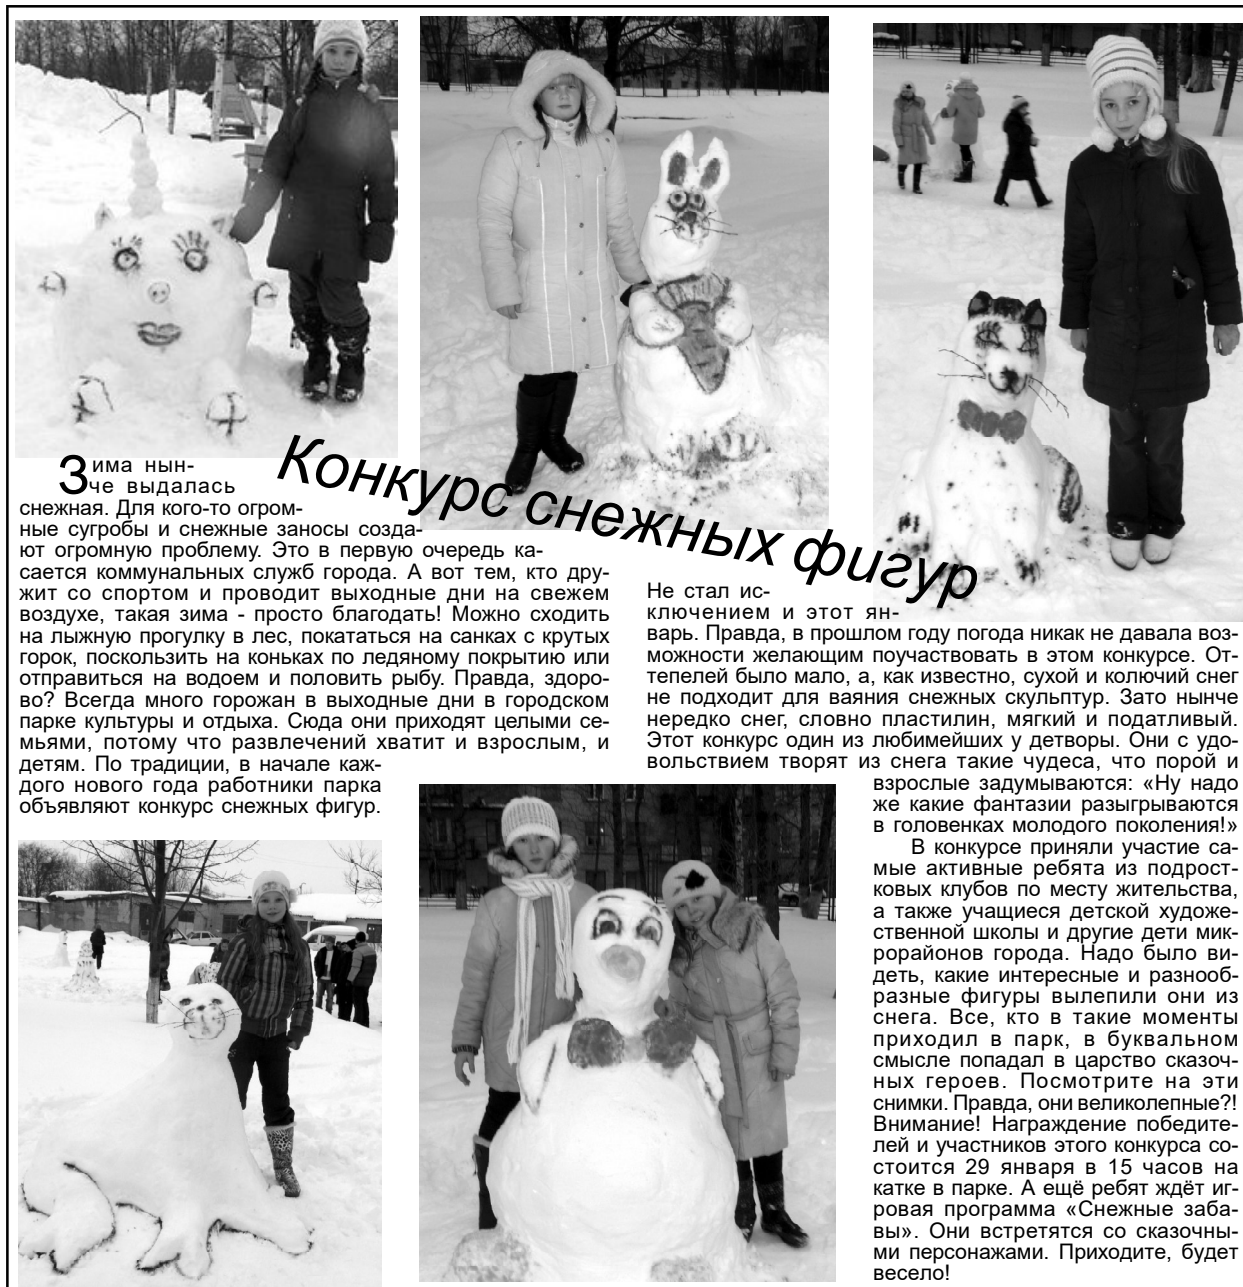 Конкурс снежных фигур
Зима нын-
че выдалась
снежная. Для кого-то огром-
ные сугробы и снежные заносы созда-
ют огромную проблему. Это в первую очередь ка-
сается коммунальных служб города. А вот тем, кто дру-
жит со спортом и проводит выходные дни на свежем
воздухе, такая зима - просто благодать! Можно сходить
на лыжную прогулку в лес, покататься на санках с крутых
горок, поскользить на коньках по ледяному покрытию или
отправиться на водоем и половить рыбу. Правда, здоро-
во? Всегда много горожан в выходные дни в городском
парке культуры и отдыха. Сюда они приходят целыми се-
мьями, потому что развлечений хватит и взрослым, и
детям. По традиции, в начале каж-
дого нового года работники парка
объявляют конкурс снежных фигур.
Не стал ис-
ключением и этот ян-
варь. Правда, в прошлом году погода никак не давала воз-
можности желающим поучаствовать в этом конкурсе. От-
тепелей было мало, а, как известно, сухой и колючий снег
не подходит для ваяния снежных скульптур. Зато нынче
нередко снег, словно пластилин, мягкий и податливый.
Этот конкурс один из любимейших у детворы. Они с удо-
вольствием творят из снега такие чудеса, что порой и
взрослые задумываются: «Ну надо
же какие фантазии разыгрываются
в головенках молодого поколения!»
В конкурсе приняли участие са-
мые активные ребята из подрост-
ковых клубов по месту жительства,
а также учащиеся детской художе-
ственной школы и другие дети мик-
рорайонов города. Надо было ви-
деть, какие интересные и разнооб-
разные фигуры вылепили они из
снега. Все, кто в такие моменты
приходил в парк, в буквальном
смысле попадал в царство сказоч-
ных героев. Посмотрите на эти
снимки. Правда, они великолепные?!
Внимание! Награждение победите-
лей и участников этого конкурса со-
стоится 29 января в 15 часов на
катке в парке. А ещё ребят ждёт иг-
ровая программа «Снежные заба-
вы». Они встретятся со сказочны-
ми персонажами. Приходите, будет
весело!